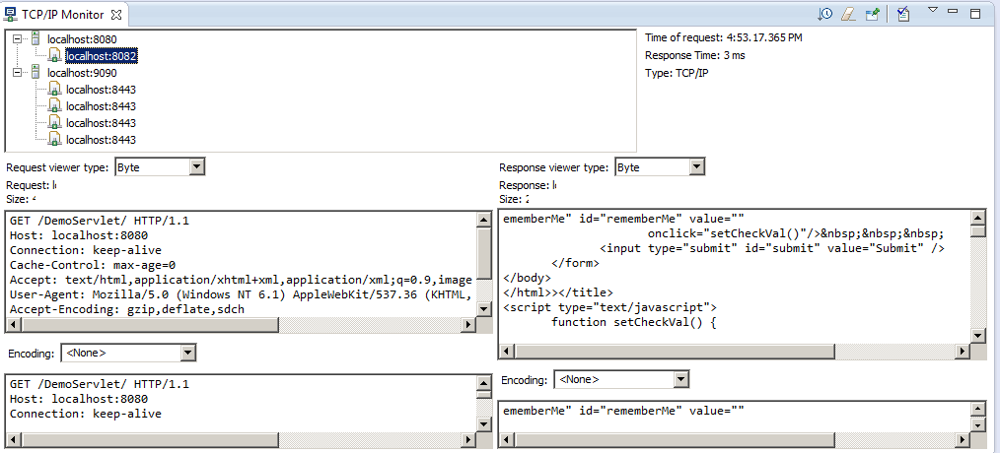 TCP/IP Monitor
localhost:8080
localhost:8082
localhost:9090
localhost:8443
localhost:8443
localhost:8443
localhost:8443
Time of request: 4:53.17.365 PM
Response Time: 3 ms
Type: TCP/IP
Request viewer type: Byte
Request:
Size:
GET /DemoServlet/ HTTP/1.1
Host: localhost:8080
Connection: keep-alive
Cache-Control: max-age=0
Accept: text/html,application/xhtml+xml,application/xml;q=0.9,image
User-Agent: Mozilla/5.0 (Windows NT 6.1) AppleWebKit/537.36 (KHTML,
Accept-Encoding: gzip,deflate,sdch
Encoding: <None>
GET /DemoServlet/ HTTP/1.1
Host: localhost:8080
Connection: keep-alive
Response viewer type: Byte
Response:
Size:
ememberMe" id="rememberMe" value=""
onclick="setCheckVal()"/>&nbsp;&nbsp;&nbsp;
<input type="submit" id="submit" value="Submit" />
</form>
</body>
</html>></title>
<script type="text/javascript">
function setCheckVal() {
Encoding: <None>
ememberMe" id="rememberMe" value=""